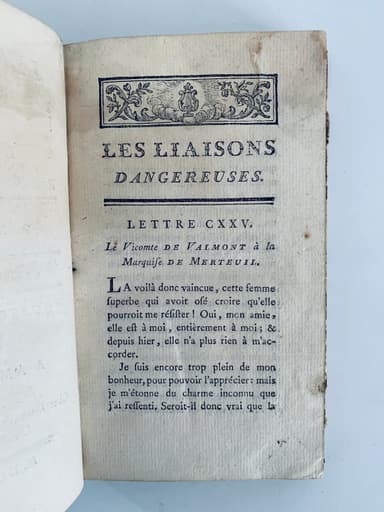 LES LIAISONS
DANGEREUSES.
LETTRE CXXV.
Le Vicomte DE VALMONT à la
Marquise DE MERTEUIL.
LA voilà donc vaincue, cette femme
superbe qui avoit osé croire qu'elle
pourroit me résister ! Oui, mon amie,
elle est à moi, entièrement à moi ; &
depuis hier, elle n'a plus rien à m'ac-
corder.
Je suis encore trop plein de mon
bonheur, pour pouvoir l'apprécier : mais
je m'étonne du charme inconnu que
j'ai ressenti. Seroit-il donc vrai que la